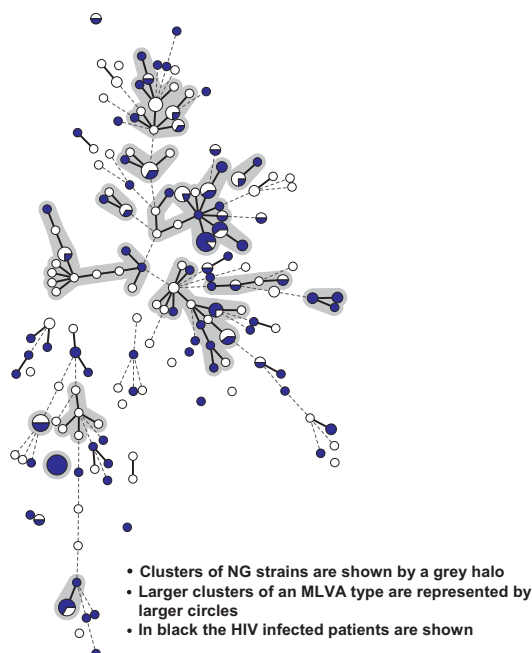 • Clusters of NG strains are shown by a grey halo
• Larger clusters of an MLVA type are represented by
larger circles
• In black the HIV infected patients are shown